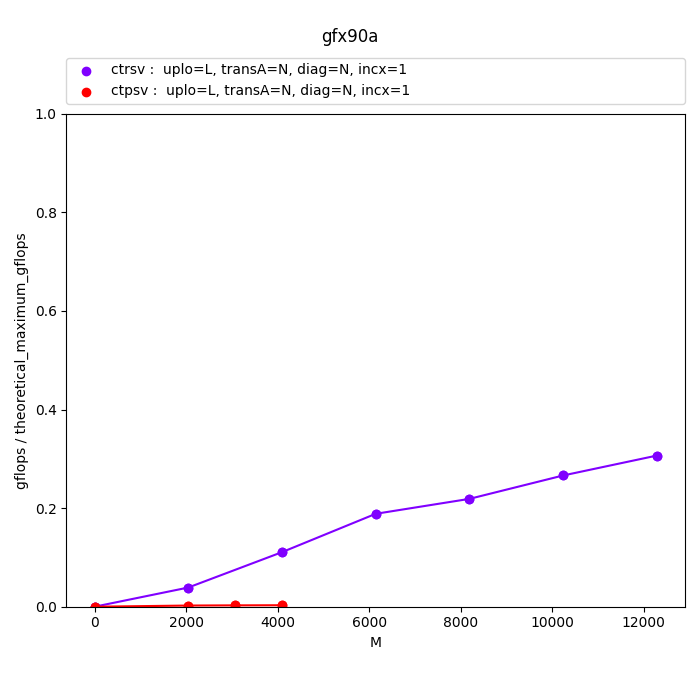 gfx90a
ctrsv :  uplo=L, transA=N, diag=N, incx=1
ctpsv :  uplo=L, transA=N, diag=N, incx=1
1.0
0.8
0.6
0.4
0.2
0.0
gflops / theoretical_maximum_gflops
0 2000 4000 6000 8000 10000 12000
M